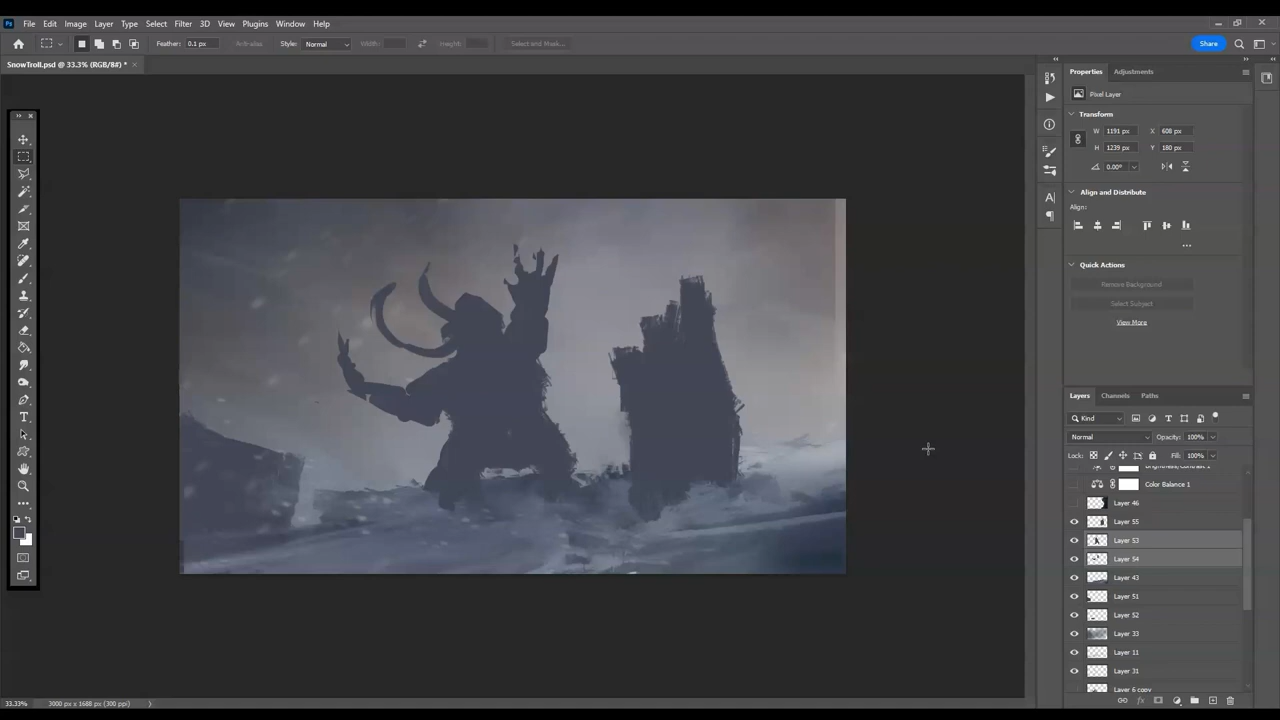 Ps File Edit Image Layer Type Select Filter 3D View Plugins Window Help
Feather: 0.1 px Anti-alias Style: Normal Width: Height: Select and Mask... Share
SnowTroll.psd @ 33.3% (RGB/8#) * ×
Properties Adjustments
Pixel Layer
Transform
W 1191 px X 608 px
H 1239 px Y 180 px
0.00°
Align and Distribute
Align:
Quick Actions
Remove Background
Select Subject
View More
Layers Channels Paths
Kind
Normal Opacity: 100%
Lock: Fill: 100%
Brightness/Contrast 1
Color Balance 1
Layer 46
Layer 55
Layer 53
Layer 54
Layer 43
Layer 51
Layer 52
Layer 33
Layer 11
Layer 31
Layer 6 copy
33.33% 3000 px x 1688 px (300 ppi)